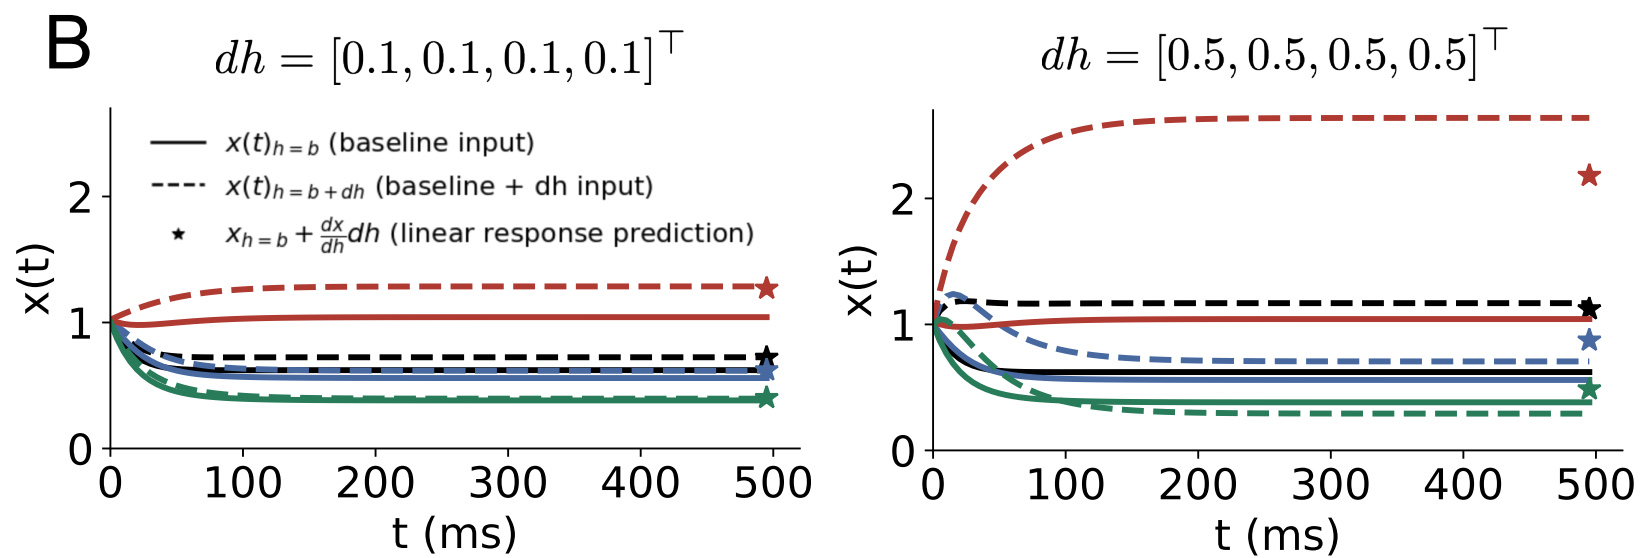 B
dh = [0.1, 0.1, 0.1, 0.1]⊤
x(t)h = b (baseline input)
x(t)h = b + dh (baseline + dh input)
xh = b + dx/dh dh (linear response prediction)
x(t)
2
1
0
0 100 200 300 400 500
t (ms)
dh = [0.5, 0.5, 0.5, 0.5]⊤
x(t)
2
1
0
0 100 200 300 400 500
t (ms)